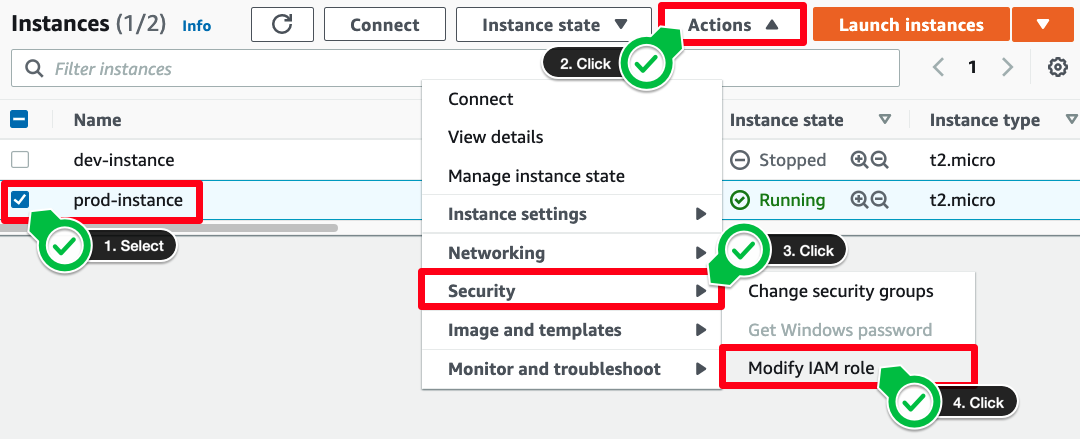 Instances (1/2) Info Connect Instance state Actions Launch instances
2. Click
Filter instances 1
Name Instance state Instance type
dev-instance Stopped t2.micro
prod-instance Running t2.micro
1. Select
Connect
View details
Manage instance state
Instance settings
Networking
3. Click
Security
Image and templates
Monitor and troubleshoot
Change security groups
Get Windows password
Modify IAM role
4. Click